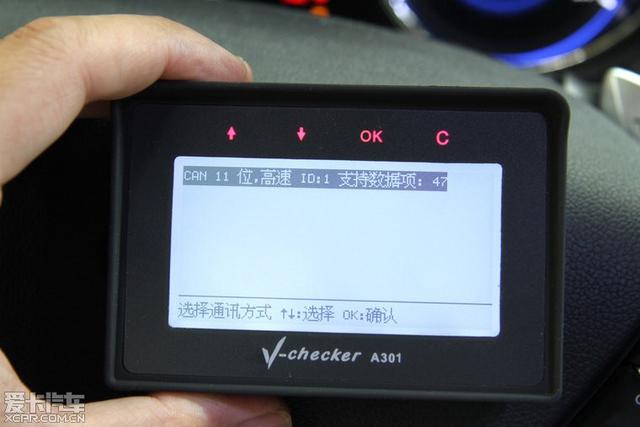 ↑ ↓ OK C
CAN 11 位,高速 ID:1 支持数据项: 47
选择通讯方式 ↑↓:选择 OK:确认
V-checker A301
爱卡汽车
XCAR.COM.CN